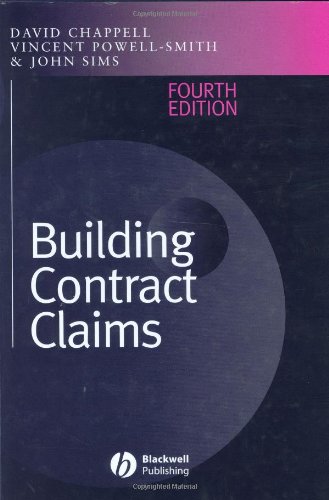 DAVID CHAPPELL
VINCENT POWELL-SMITH
& JOHN SIMS
FOURTH
EDITION
Building
Contract
Claims
Blackwell
Publishing